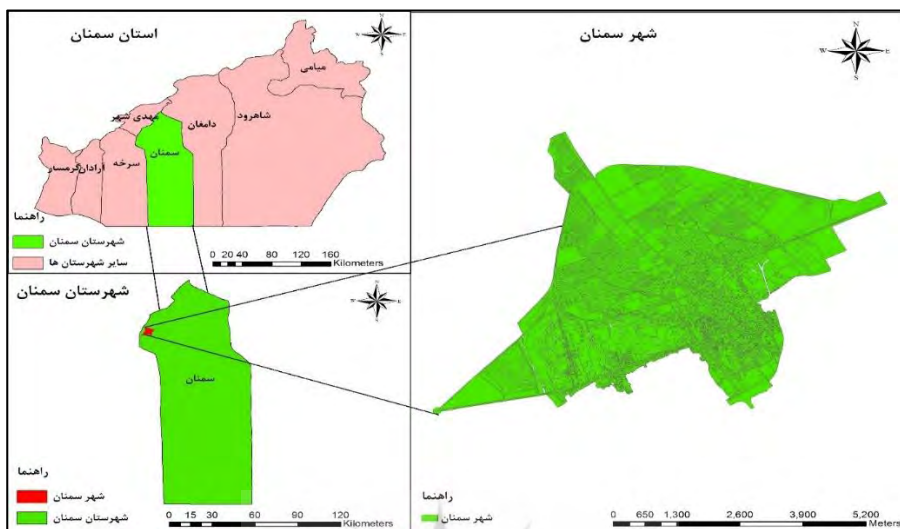 استان سمنان
N
W E
S
میامی
شاهرود
دامغان
مهدی شهر
سمنان
سرخه
آرادان
گرمسار
راهنما
شهرستان سمنان
سایر شهرستان ها
0 20 40 80 120 160
Kilometers
شهرستان سمنان
سمنان
راهنما
شهر سمنان
شهرستان سمنان
0 15 30 60 90 120
Kilometers
شهر سمنان
N
W E
S
راهنما
شهر سمنان
0 650 1,300 2,600 3,900 5,200
Meters